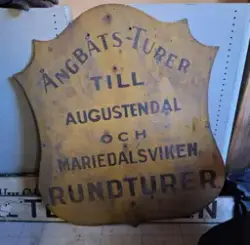 ÅNGBÅTS-TURER
TILL
AUGUSTENDAL
OCH
MARIEDALSVIKEN
RUNDTURER